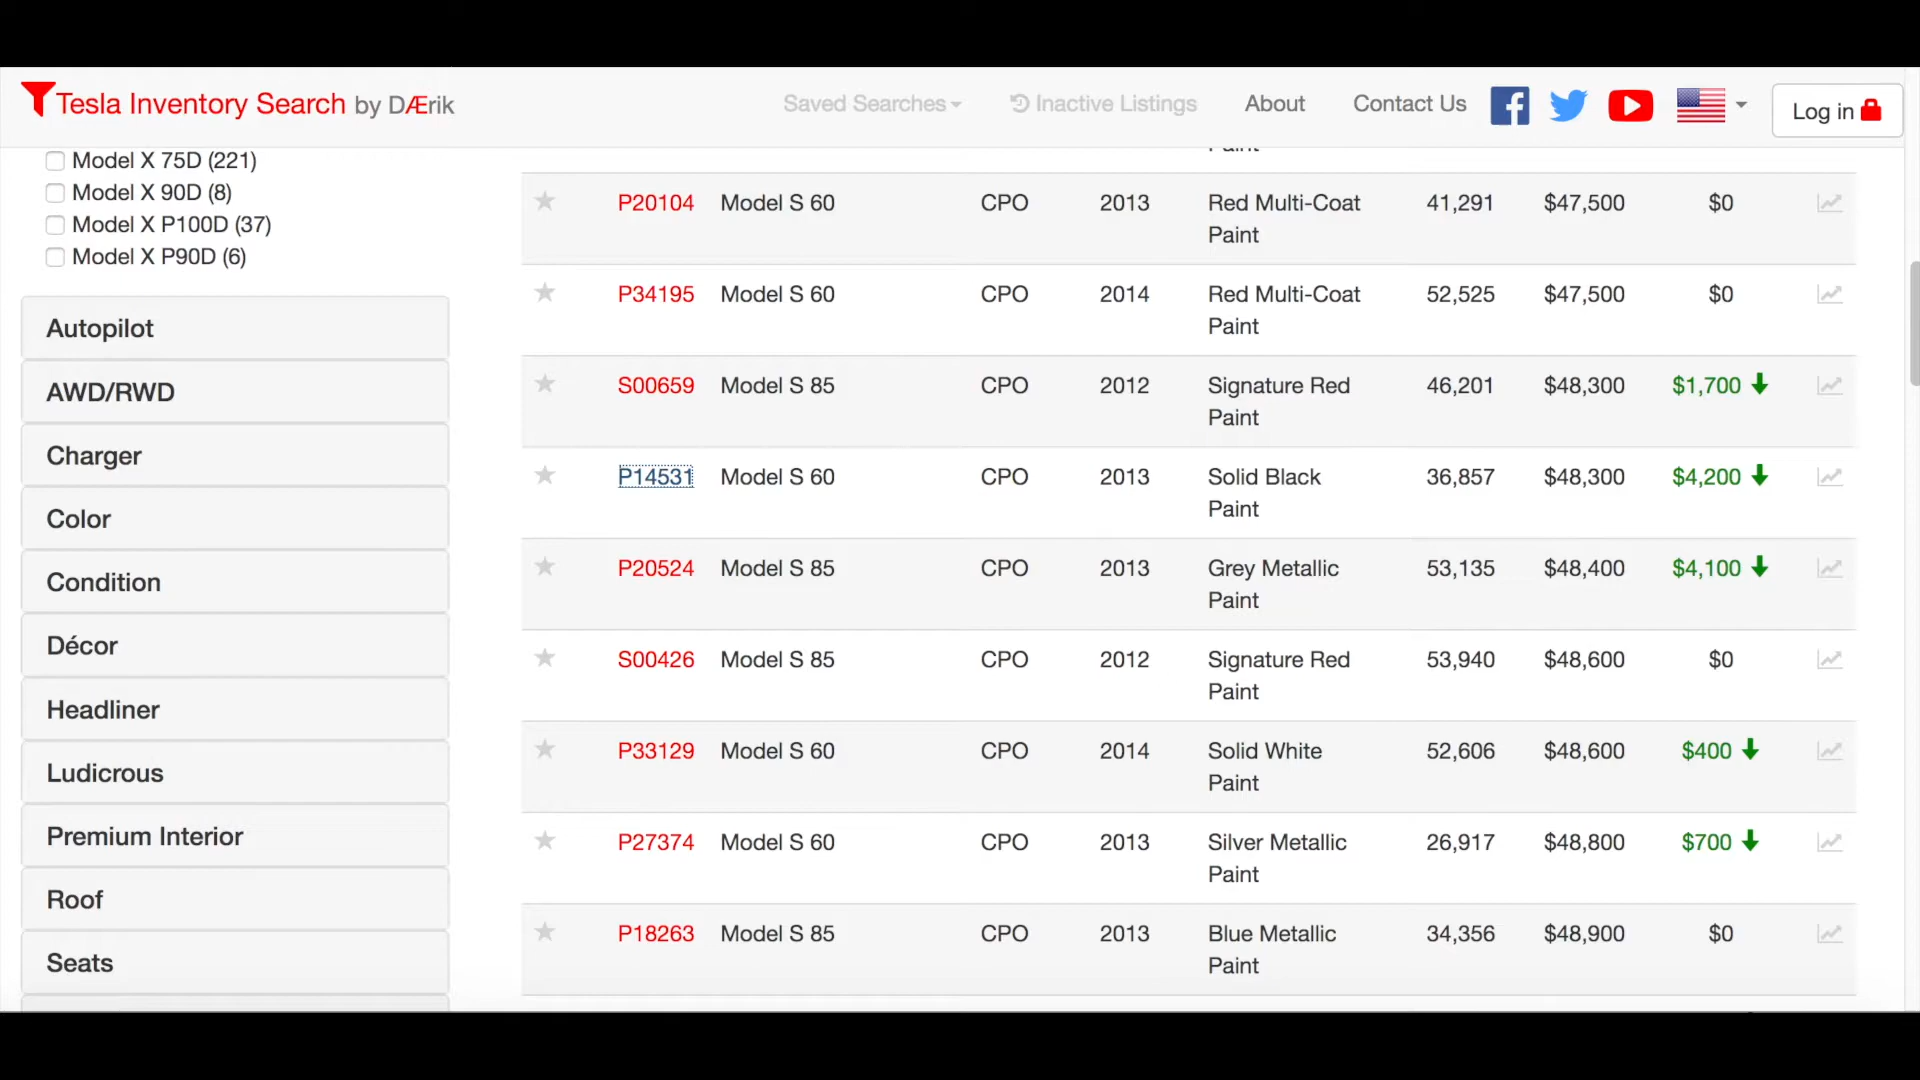 Tesla Inventory Search by DÆrik
Saved Searches
Inactive Listings
About
Contact Us
Log in
Model X 75D (221)
Model X 90D (8)
Model X P100D (37)
Model X P90D (6)
Autopilot
AWD/RWD
Charger
Color
Condition
Décor
Headliner
Ludicrous
Premium Interior
Roof
Seats
Paint
P20104 Model S 60 CPO 2013 Red Multi-Coat 41,291 $47,500 $0
Paint
P34195 Model S 60 CPO 2014 Red Multi-Coat 52,525 $47,500 $0
Paint
S00659 Model S 85 CPO 2012 Signature Red 46,201 $48,300 $1,700
Paint
P14531 Model S 60 CPO 2013 Solid Black 36,857 $48,300 $4,200
Paint
P20524 Model S 85 CPO 2013 Grey Metallic 53,135 $48,400 $4,100
Paint
S00426 Model S 85 CPO 2012 Signature Red 53,940 $48,600 $0
Paint
P33129 Model S 60 CPO 2014 Solid White 52,606 $48,600 $400
Paint
P27374 Model S 60 CPO 2013 Silver Metallic 26,917 $48,800 $700
Paint
P18263 Model S 85 CPO 2013 Blue Metallic 34,356 $48,900 $0
Paint